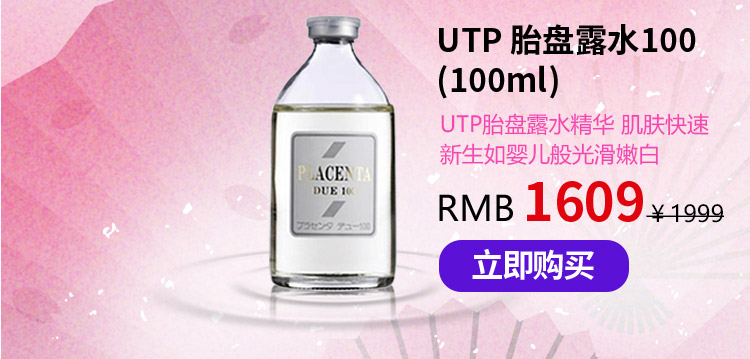 UTP 胎盘露水100
(100ml)
UTP胎盘露水精华 肌肤快速
新生如婴儿般光滑嫩白
RMB 1609 ¥1999
立即购买
PLACENTA
DUE 100
プラセンタ デュー100